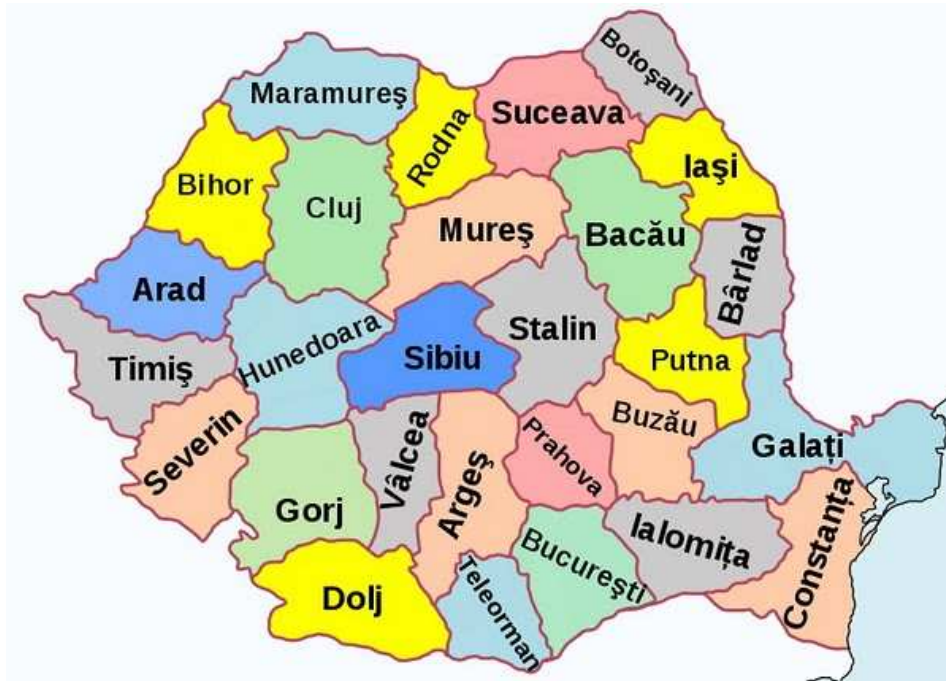 Botoşani
Maramureş
Suceava
Rodna
Iaşi
Bihor
Cluj
Mureş
Bacău
Bârlad
Arad
Hunedoara
Stalin
Timiş
Sibiu
Putna
Severin
Vâlcea
Buzău
Prahova
Galați
Argeş
Gorj
Ialomița
Constanța
Bucureşti
Dolj
Teleorman